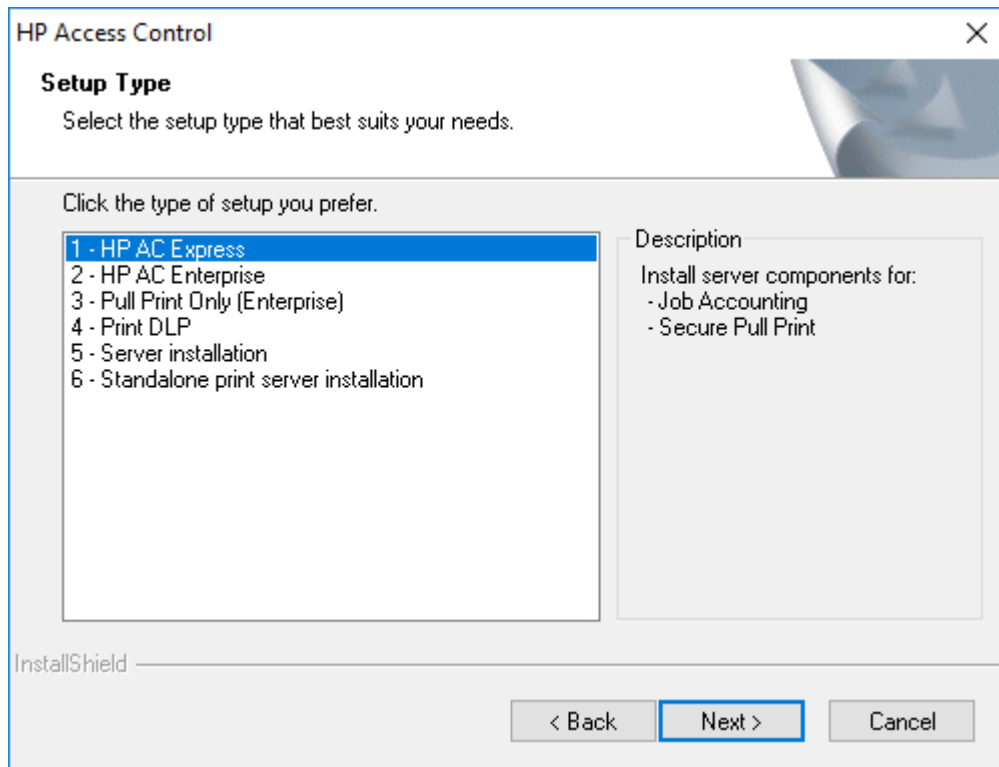 HP Access Control
Setup Type
Select the setup type that best suits your needs.
Click the type of setup you prefer.
1 - HP AC Express
2 - HP AC Enterprise
3 - Pull Print Only (Enterprise)
4 - Print DLP
5 - Server installation
6 - Standalone print server installation
Description
Install server components for:
- Job Accounting
- Secure Pull Print
InstallShield
< Back
Next >
Cancel